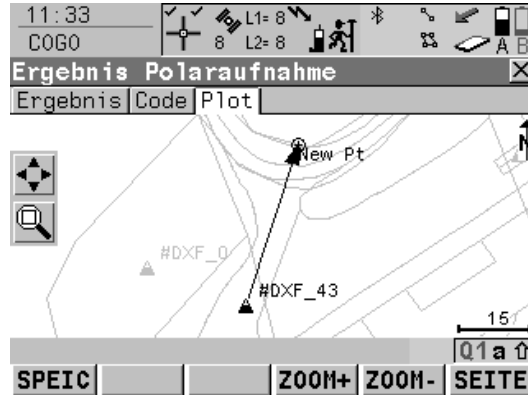 11:33
COGO
L1= 8
8 L2= 8
A B
Ergebnis Polaraufnahme
Ergebnis Code Plot
N
New Pt
#DXF_0
#DXF_43
15
Q1 a
SPEIC ZOOM+ ZOOM- SEITE